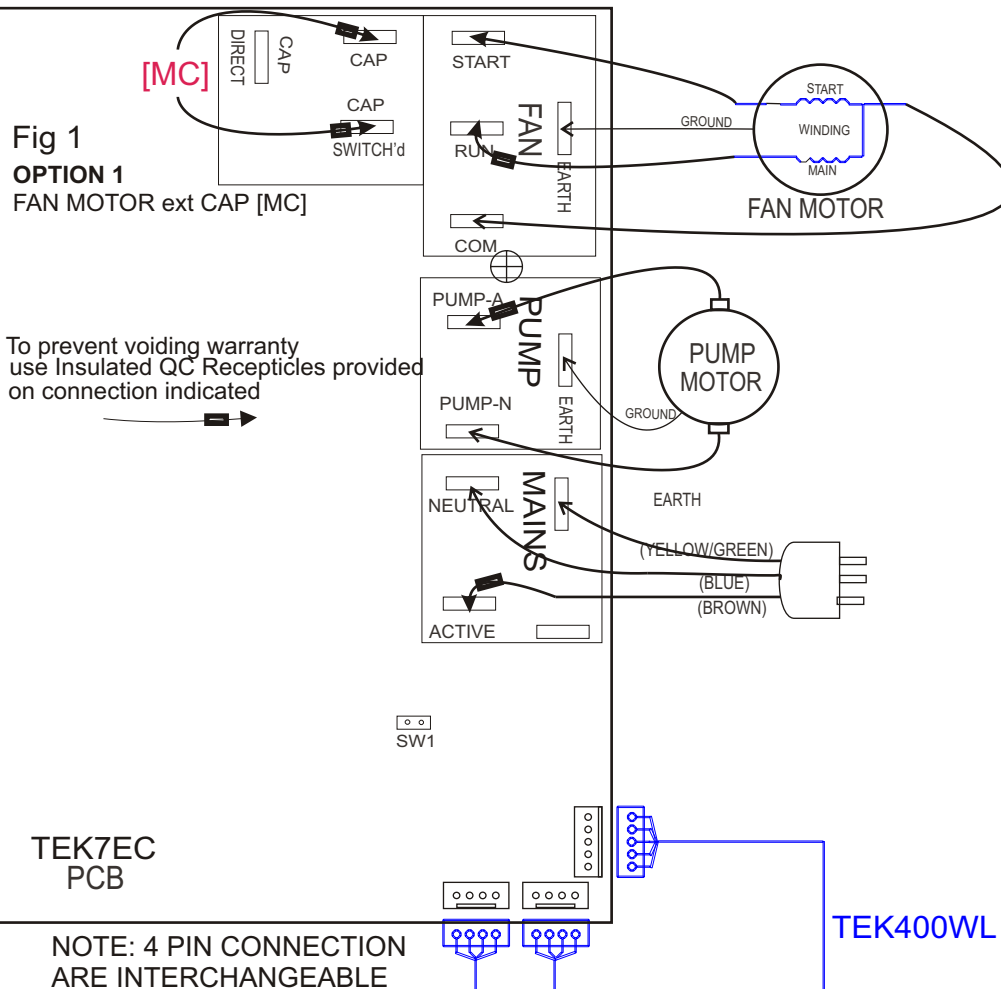 [MC]
CAP
DIRECT
CAP
CAP
SWITCH'd
START
FAN
RUN
EARTH
COM
GROUND
START
WINDING
MAIN
FAN MOTOR
Fig 1
OPTION 1
FAN MOTOR ext CAP [MC]
To prevent voiding warranty
use Insulated QC Recepticles provided
on connection indicated
PUMP-A
PUMP
PUMP-N
EARTH
GROUND
PUMP
MOTOR
NEUTRAL
MAINS
ACTIVE
EARTH
(YELLOW/GREEN)
(BLUE)
(BROWN)
SW1
TEK7EC
PCB
TEK400WL
NOTE: 4 PIN CONNECTION
ARE INTERCHANGEABLE